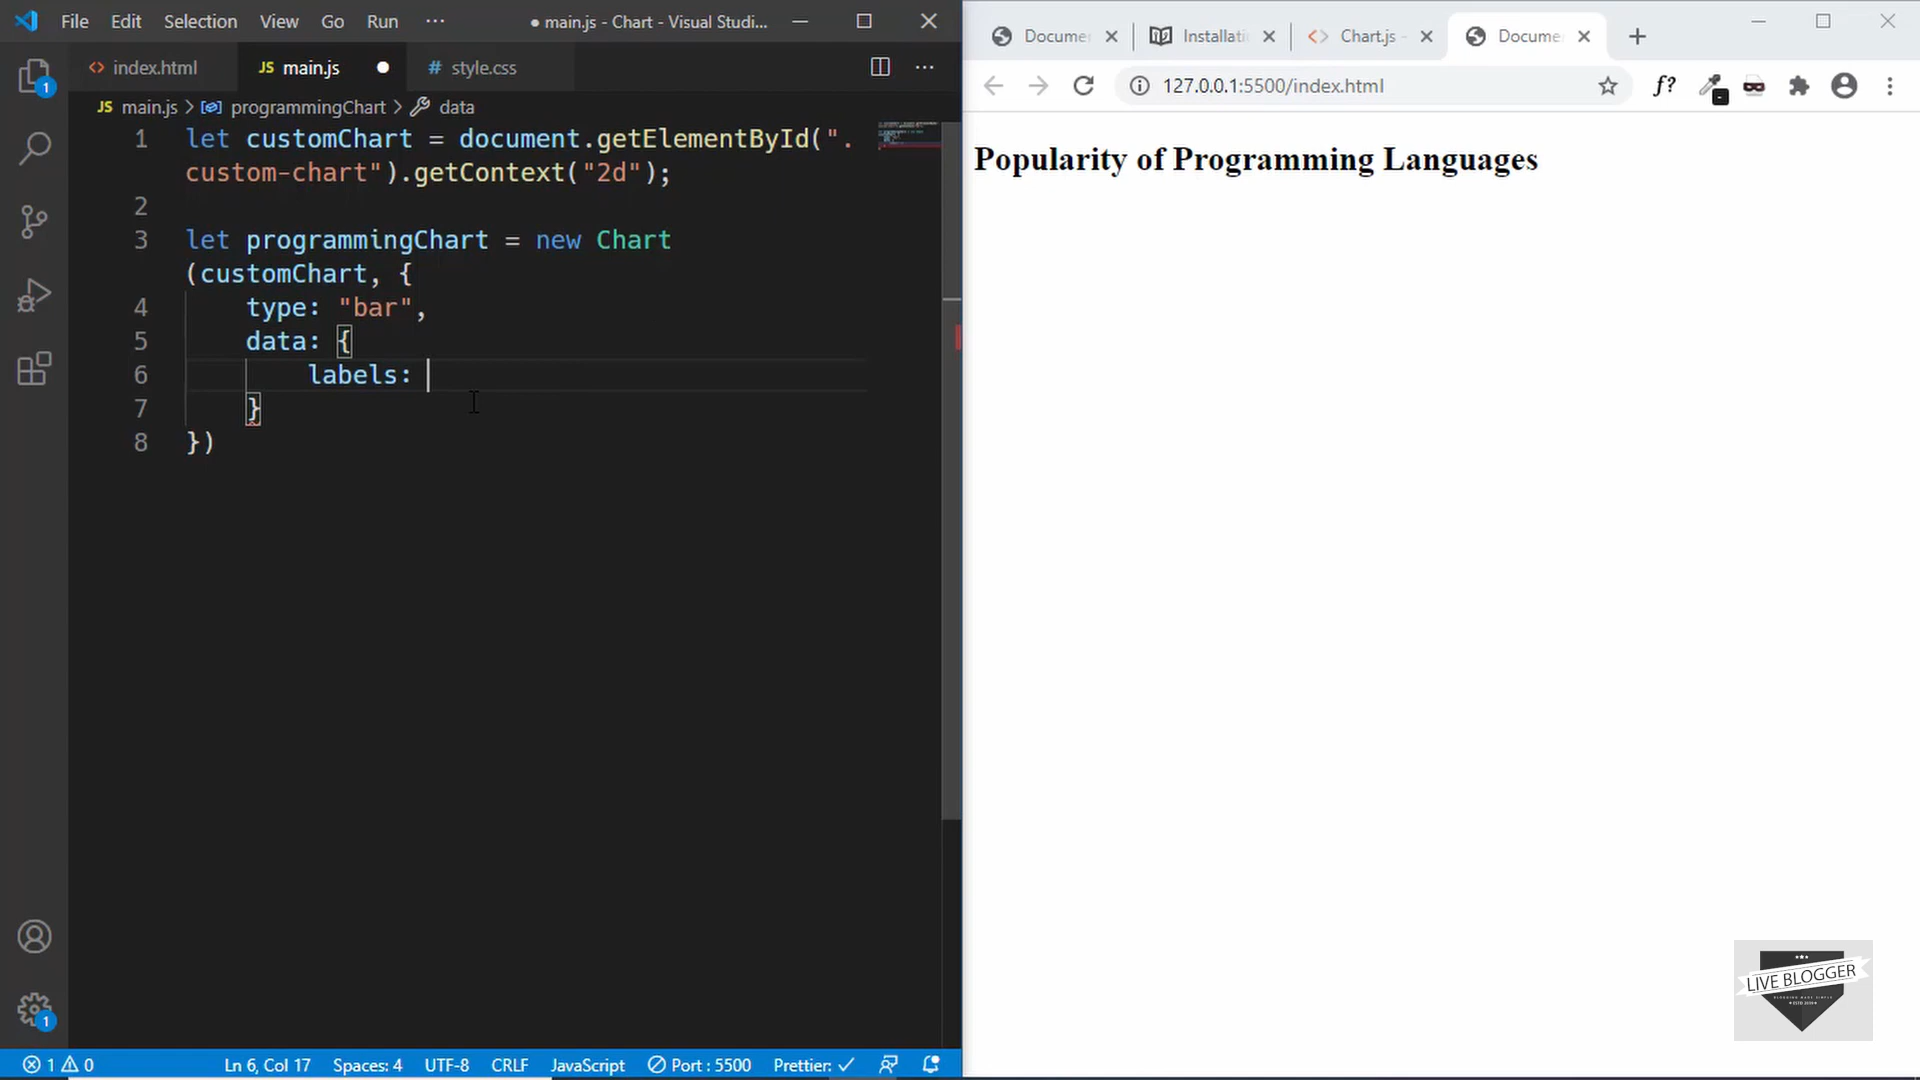 File Edit Selection View Go Run ··· ● main.js - Chart - Visual Studi...
index.html main.js ● # style.css
JS main.js > programmingChart > data
1 let customChart = document.getElementById(".
custom-chart").getContext("2d");
2
3 let programmingChart = new Chart
(customChart, {
4 type: "bar",
5 data: {
6 labels:
7 }
8 })
1
1
1 0 Ln 6, Col 17 Spaces: 4 UTF-8 CRLF JavaScript Port : 5500 Prettier: ✓
Docume Installati Chart.js - Docume
127.0.0.1:5500/index.html f?
Popularity of Programming Languages
LIVE BLOGGER